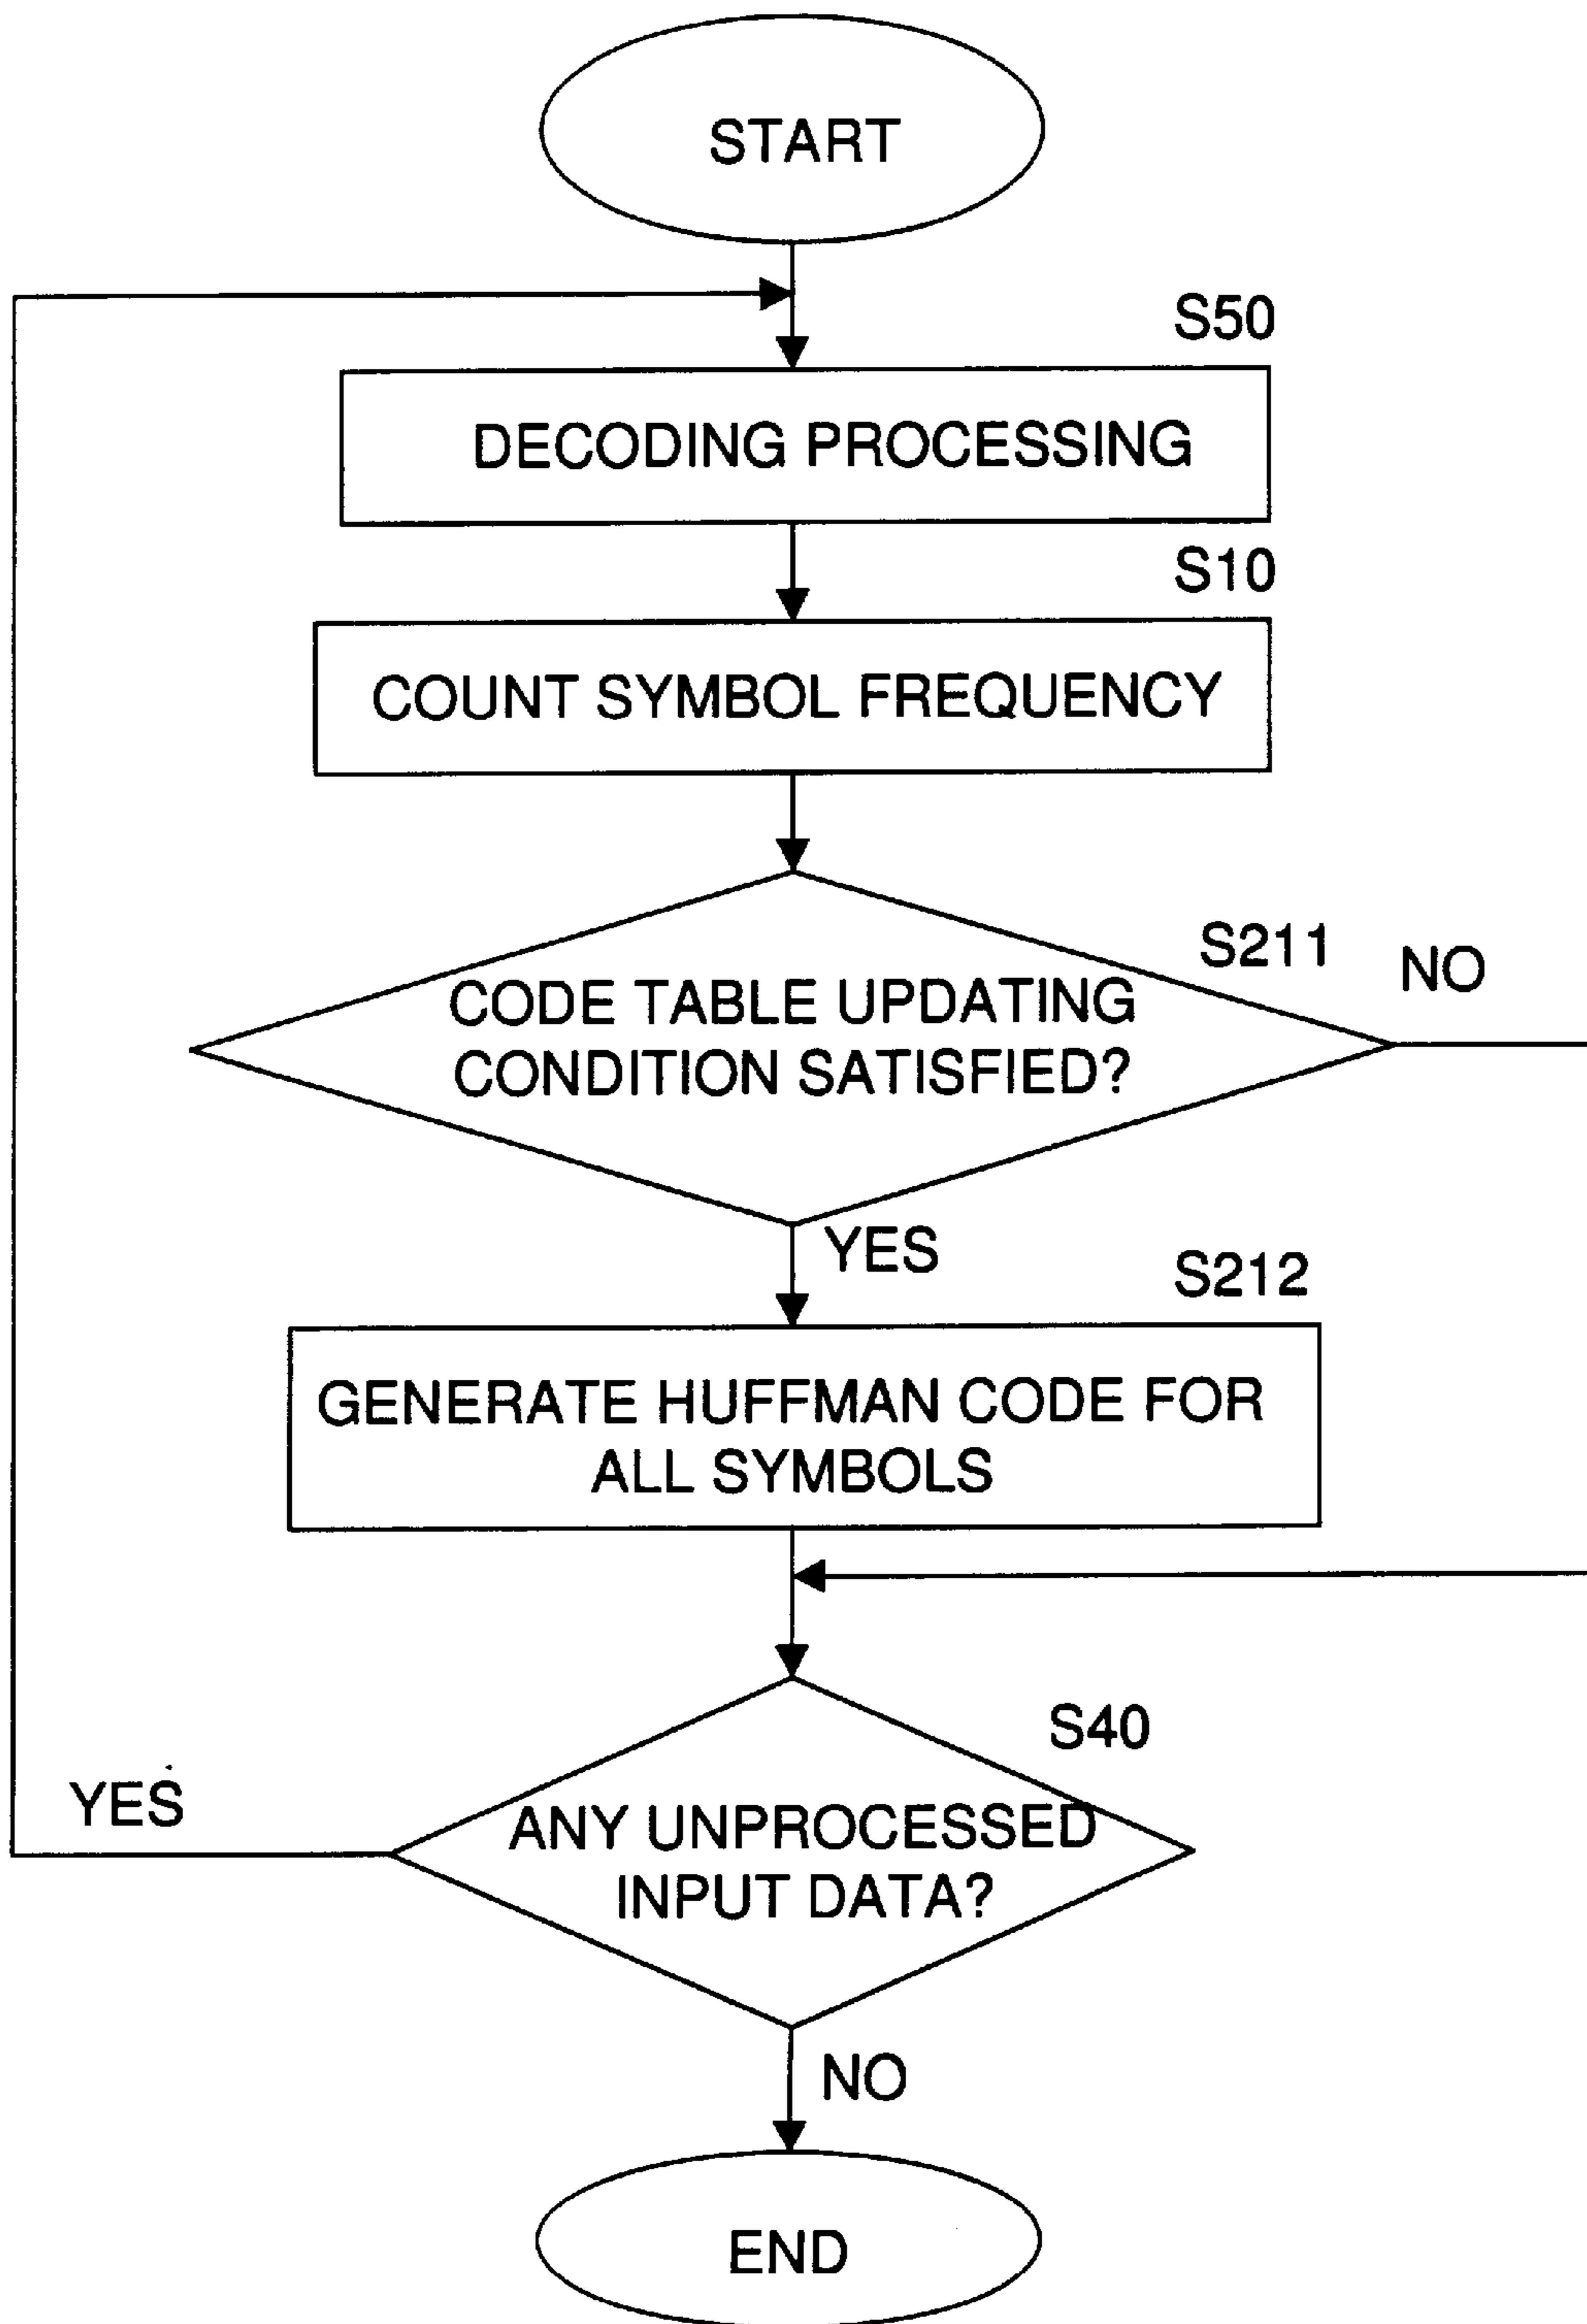 START
S50
DECODING PROCESSING
S10
COUNT SYMBOL FREQUENCY
S211
NO
CODE TABLE UPDATING
CONDITION SATISFIED?
YES
S212
GENERATE HUFFMAN CODE FOR
ALL SYMBOLS
S40
YES
ANY UNPROCESSED
INPUT DATA?
NO
END